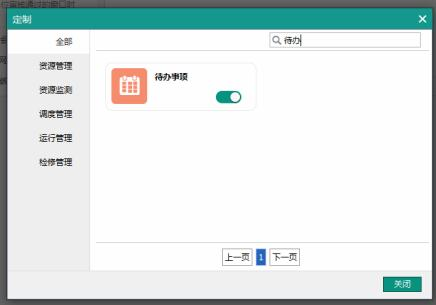 定制
全部
待办
资源管理
资源监测
调度管理
运行管理
检修管理
待办事项
上一页 1 下一页
关闭